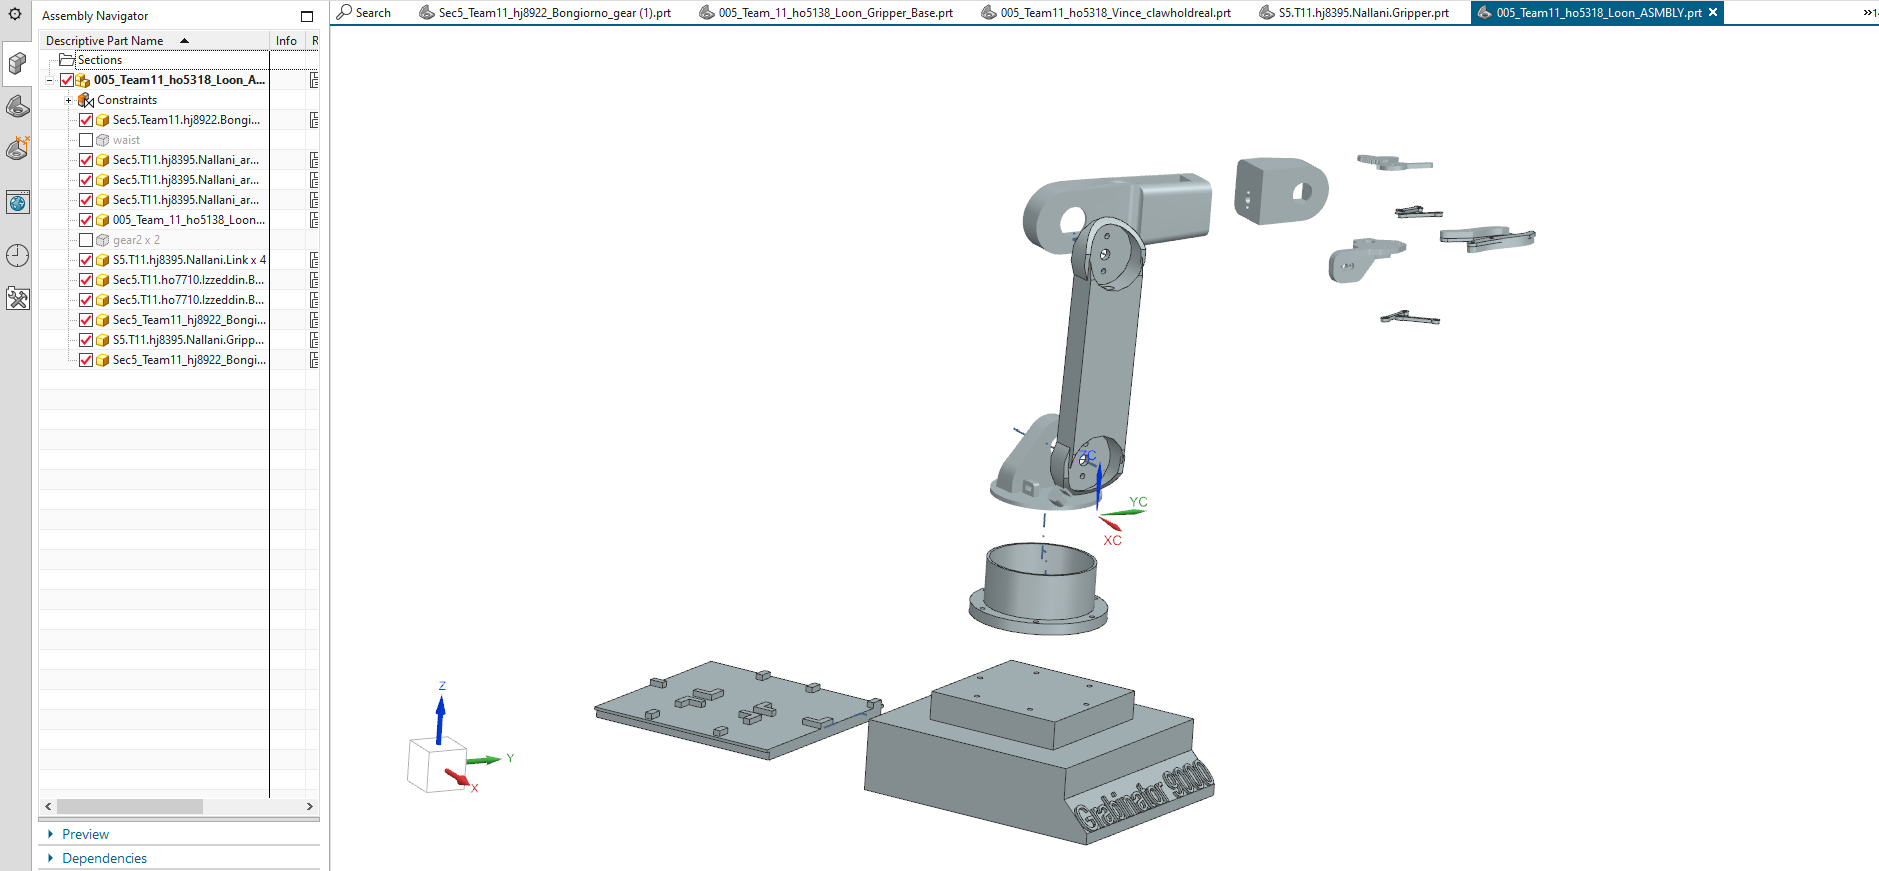 Assembly Navigator
Search
Sec5_Team11_hj8922_Bongiorno_gear (1).prt
005_Team_11_ho5138_Loon_Gripper_Base.prt
005_Team11_ho5318_Vince_clawholdreal.prt
S5.T11.hj8395.Nallani.Gripper.prt
005_Team11_ho5318_Loon_ASMBLY.prt
Descriptive Part Name
Info
R
Sections
005_Team11_ho5318_Loon_A...
Constraints
Sec5.Team11.hj8922.Bongi...
waist
Sec5.T11.hj8395.Nallani_ar...
Sec5.T11.hj8395.Nallani_ar...
Sec5.T11.hj8395.Nallani_ar...
005_Team_11_ho5138_Loon...
gear2 x 2
S5.T11.hj8395.Nallani.Link x 4
Sec5.T11.ho7710.Izzeddin.B...
Sec5.T11.ho7710.Izzeddin.B...
Sec5_Team11_hj8922_Bongi...
S5.T11.hj8395.Nallani.Gripp...
Sec5_Team11_hj8922_Bongi...
Preview
Dependencies
ZC
YC
XC
Z
Y
X
Grabinator 9000